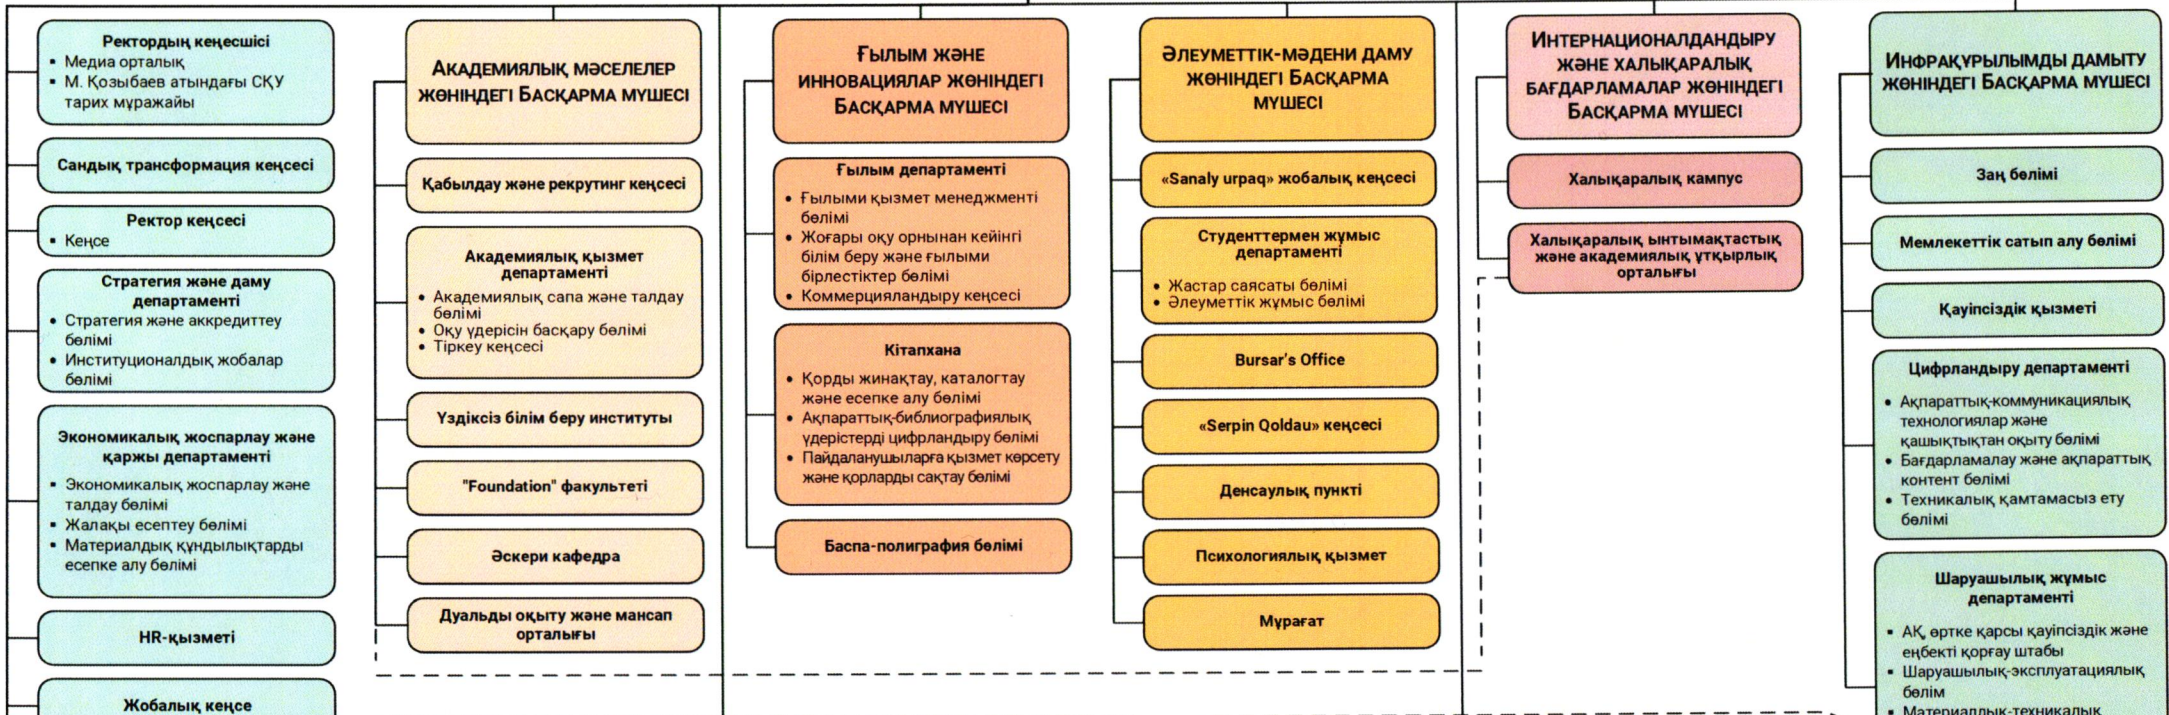 Ректордың кеңесшісі
▪ Медиа орталық
▪ М. Қозыбаев атындағы СҚУ
тарих мұражайы
Сандық трансформация кеңсесі
Ректор кеңсесі
▪ Кеңсе
Стратегия және даму
департаменті
• Стратегия және аккредиттеу
бөлімі
• Институционалдық жобалар
бөлімі
Экономикалық жоспарлау және
қаржы департаменті
▪ Экономикалық жоспарлау және
талдау бөлімі
▪ Жалақы есептеу бөлімі
▪ Материалдық құндылықтарды
есепке алу бөлімі
HR-қызметі
Жобалық кеңсе
Академиялық мәселелер
жөніндегі Басқарма мүшесі
Қабылдау және рекрутинг кеңсесі
Академиялық қызмет
департаменті
• Академиялық сапа және талдау
бөлімі
• Оқу үдерісін басқару бөлімі
• Тіркеу кеңсесі
Үздіксіз білім беру институты
"Foundation" факультеті
Әскери кафедра
Дуальды оқыту және мансап
орталығы
Ғылым және
инновациялар жөніндегі
Басқарма мүшесі
Ғылым департаменті
• Ғылыми қызмет менеджменті
бөлімі
• Жоғары оқу орнынан кейінгі
білім беру және ғылыми
бірлестіктер бөлімі
• Коммерцияландыру кеңсесі
Кітапхана
• Қорды жинақтау, каталогтау
және есепке алу бөлімі
• Ақпараттық-библиографиялық
үдерістерді цифрландыру бөлімі
• Пайдаланушыларға қызмет көрсету
және қорларды сақтау бөлімі
Баспа-полиграфия бөлімі
Әлеуметтік-мәдени даму
жөніндегі Басқарма
мүшесі
«Sanaly urpaq» жобалық кеңсесі
Студенттермен жұмыс
департаменті
• Жастар саясаты бөлімі
• Әлеуметтік жұмыс бөлімі
Bursar's Office
«Serpin Qoldau» кеңсесі
Денсаулық пункті
Психологиялық қызмет
Мұрағат
Интернационалдандыру
және халықаралық
бағдарламалар жөніндегі
Басқарма мүшесі
Халықаралық кампус
Халықаралық ынтымақтастық
және академиялық ұтқырлық
орталығы
Инфрақұрылымды дамыту
жөніндегі Басқарма мүшесі
Заң бөлімі
Мемлекеттік сатып алу бөлімі
Қауіпсіздік қызметі
Цифрландыру департаменті
• Ақпараттық-коммуникациялық
технологиялар және
қашықтықтан оқыту бөлімі
• Бағдарламалау және ақпараттық
контент бөлімі
• Техникалық қамтамасыз ету
бөлімі
Шаруашылық жұмыс
департаменті
▪ АҚ, өртке қарсы қауіпсіздік және
еңбекті қорғау штабы
▪ Шаруашылық-эксплуатациялық
бөлім
▪ Материалдық-техникалық